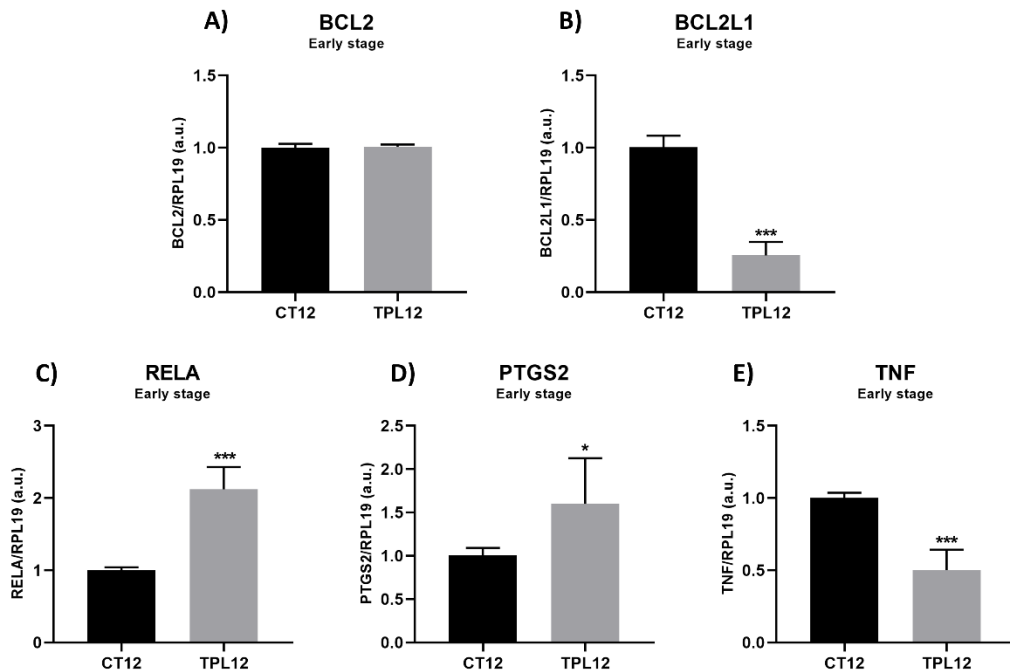 A)
BCL2
Early stage
BCL2/RPL19 (a.u.)
1.5
1.0
0.5
0.0
CT12
TPL12
B)
BCL2L1
Early stage
BCL2L1/RPL19 (a.u.)
1.5
1.0
0.5
0.0
***
CT12
TPL12
C)
RELA
Early stage
RELA/RPL19 (a.u.)
3
2
1
0
***
CT12
TPL12
D)
PTGS2
Early stage
PTGS2/RPL19 (a.u.)
2.5
2.0
1.5
1.0
0.5
0.0
*
CT12
TPL12
E)
TNF
Early stage
TNF/RPL19 (a.u.)
1.5
1.0
0.5
0.0
***
CT12
TPL12